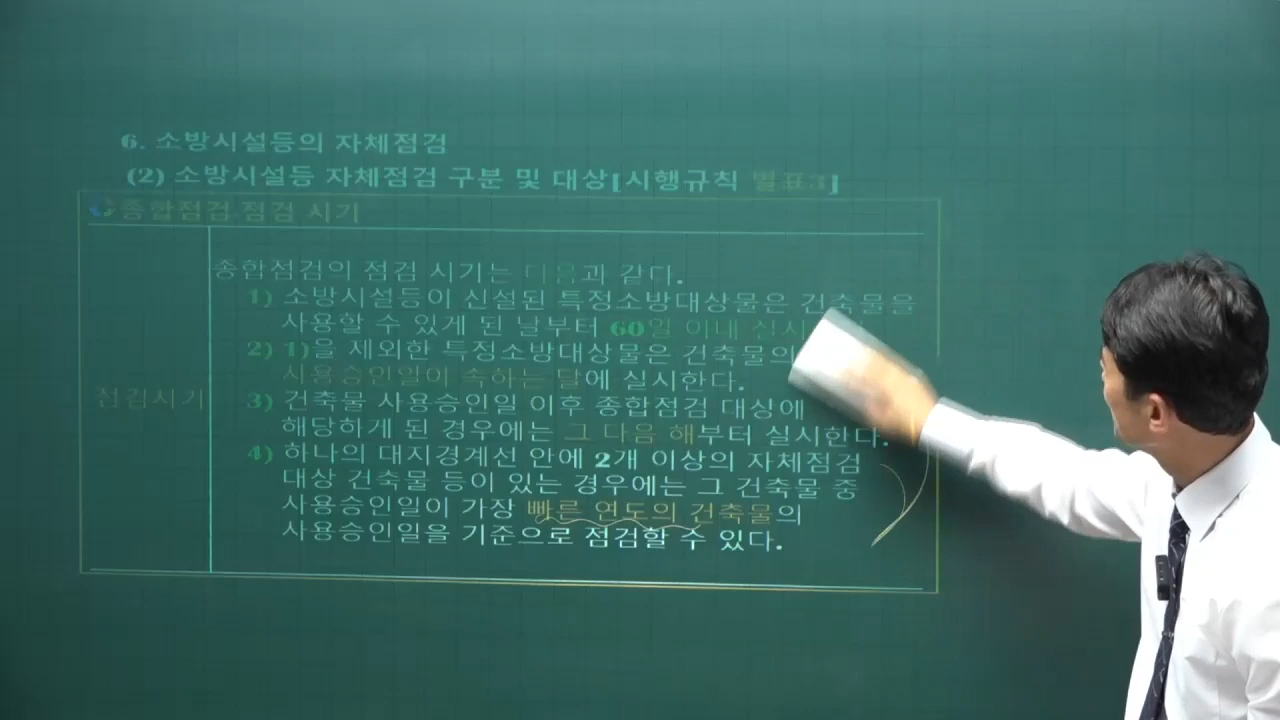 6. 소방시설등의 자체점검
(2) 소방시설등 자체점검 구분 및 대상[시행규칙 별표3]
종합점검-점검 시기
종합점검의 점검 시기는 다음과 같다.
1) 소방시설등이 신설된 특정소방대상물은 건축물을
사용할 수 있게 된 날부터 60일 이내
2) 1)을 제외한 특정소방대상물은 건축물의
사용승인일이 속하는 달에 실시한다.
점검시기
3) 건축물 사용승인일 이후 종합점검 대상에
해당하게 된 경우에는 그 다음 해부터 실시한다.
4) 하나의 대지경계선 안에 2개 이상의 자체점검
대상 건축물 등이 있는 경우에는 그 건축물 중
사용승인일이 가장 빠른 연도의 건축물의
사용승인일을 기준으로 점검할 수 있다.